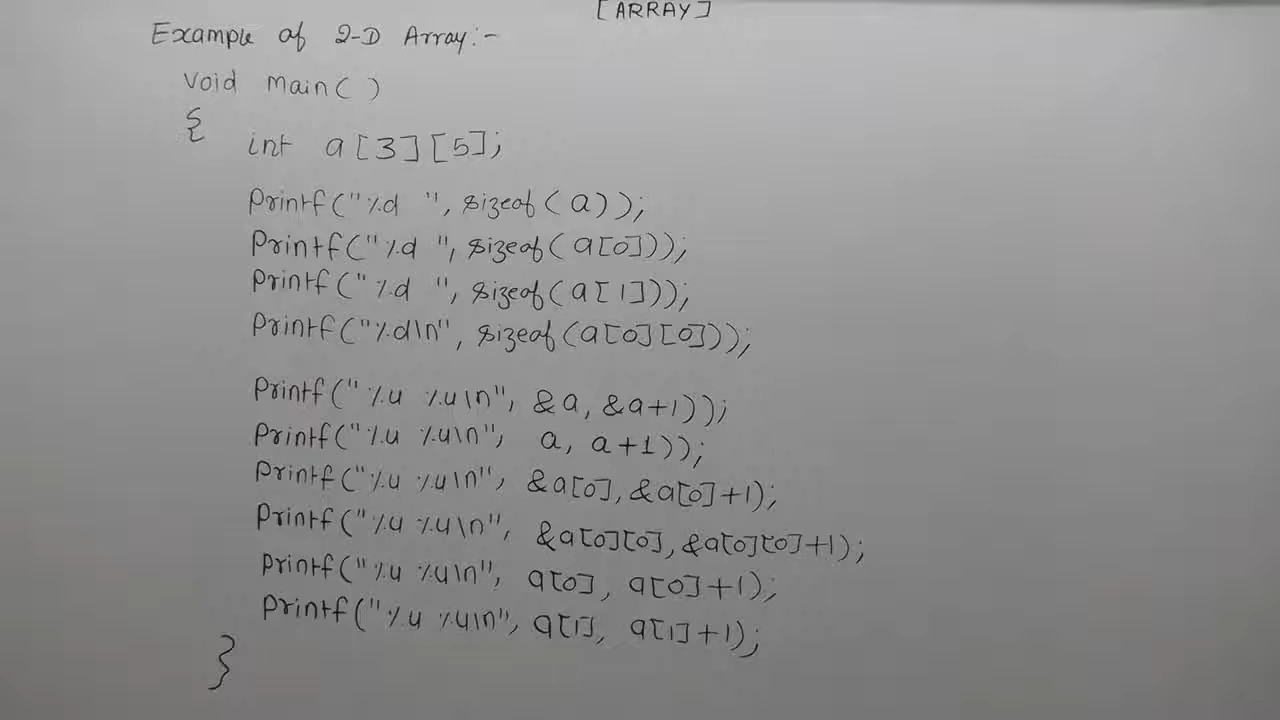 [ARRAY]
Example of 2-D Array:-
void main( )
{
int a[3][5];
Printf("%d ", sizeof(a));
Printf("%d ", sizeof(a[0]));
Printf("%d ", sizeof(a[1]));
Printf("%d\n", sizeof(a[0][0]));
Printf("%u %u\n", &a, &a+1));
Printf("%u %u\n", a, a+1));
Printf("%u %u\n", &a[0], &a[0]+1);
Printf("%u %u\n", &a[0][0], &a[0][0]+1);
Printf("%u %u\n", a[0], a[0]+1);
Printf("%u %u\n", a[1], a[1]+1);
}